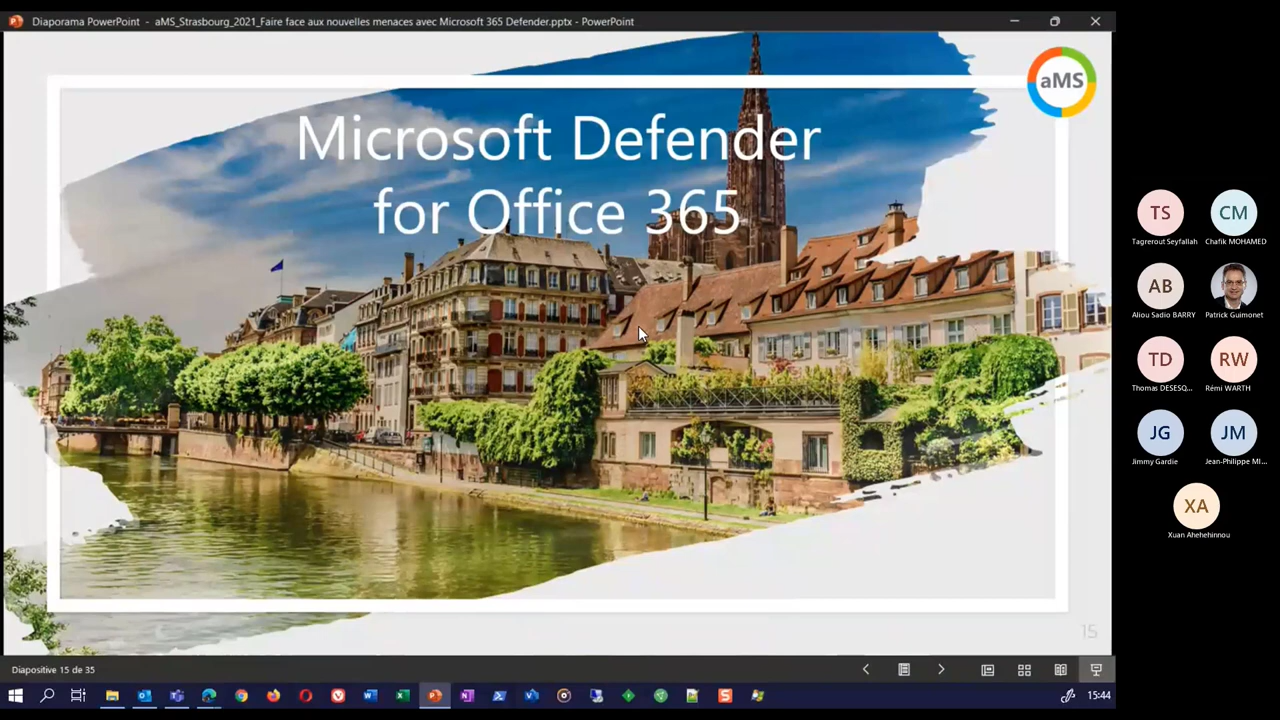 Diaporama PowerPoint - aMS_Strasbourg_2021_Faire face aux nouvelles menaces avec Microsoft 365 Defender.pptx - PowerPoint
aMS
Microsoft Defender
for Office 365
TS
CM
Tagrerout Seyfallah
Chafik MOHAMED
AB
Aliou Sadio BARRY
Patrick Guimonet
TD
RW
Thomas DESESQ...
Rémi WARTH
JG
JM
Jimmy Gardie
Jean-Philippe MI...
XA
Xuan Ahehehinnou
15
Diapositive 15 de 35
15:44